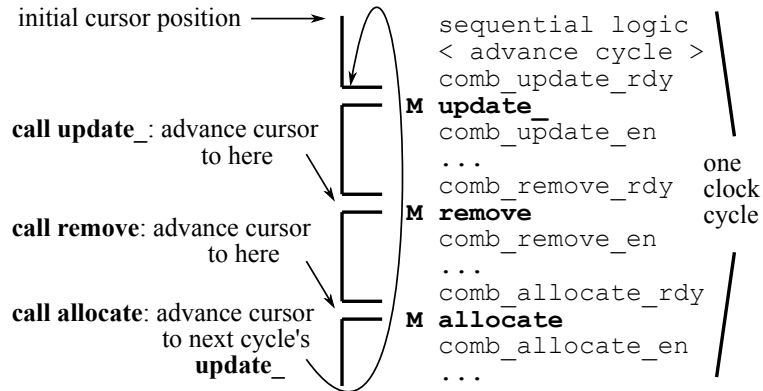 initial cursor position
call update_: advance cursor
to here
call remove: advance cursor
to here
call allocate: advance cursor
to next cycle's
update_
sequential logic
< advance cycle >
comb_update_rdy
M update_
comb_update_en
...
comb_remove_rdy
M remove
comb_remove_en
...
comb_allocate_rdy
M allocate
comb_allocate_en
...
one
clock
cycle